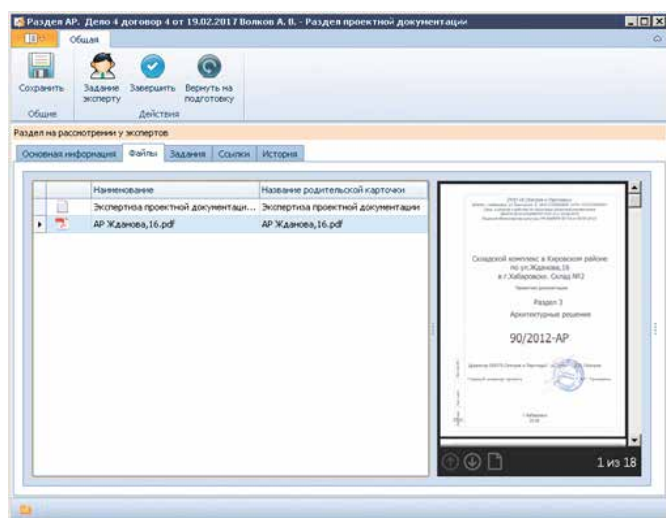 Раздел АР. Дело 4 договор 4 от 19.02.2017 Волков А. В. - Раздел проектной документации
Общая
Сохранить
Задание эксперту
Завершить
Вернуть на подготовку
Общие
Действия
Раздел на рассмотрении у экспертов
Основная информация Файлы Задания Ссылки История
Наименование Название родительской карточки
Экспертиза проектной документаци... Экспертиза проектной документации
АР Жданова,16.pdf АР Жданова,16.pdf
Складской комплекс в Кировском районе
по ул.Жданова,16
в г.Хабаровске. Склад №2
Раздел 3
Архитектурные решения
90/2012-АР
1 из 18